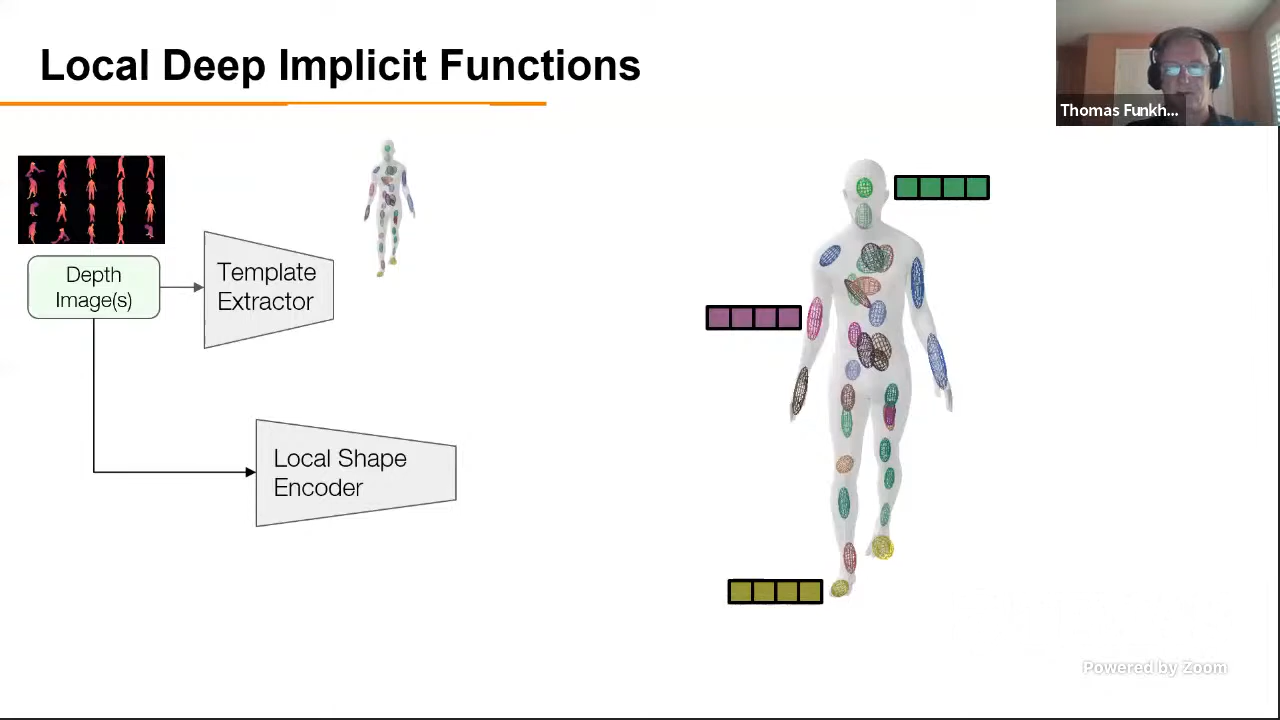 Local Deep Implicit Functions
Thomas Funkh...
Depth
Image(s)
Template
Extractor
Local Shape
Encoder
Powered by Zoom